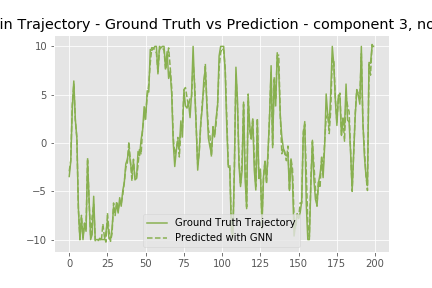 in Trajectory - Ground Truth vs Prediction - component 3, no
10
5
0
−5
−10
Ground Truth Trajectory
Predicted with GNN
0 25 50 75 100 125 150 175 200